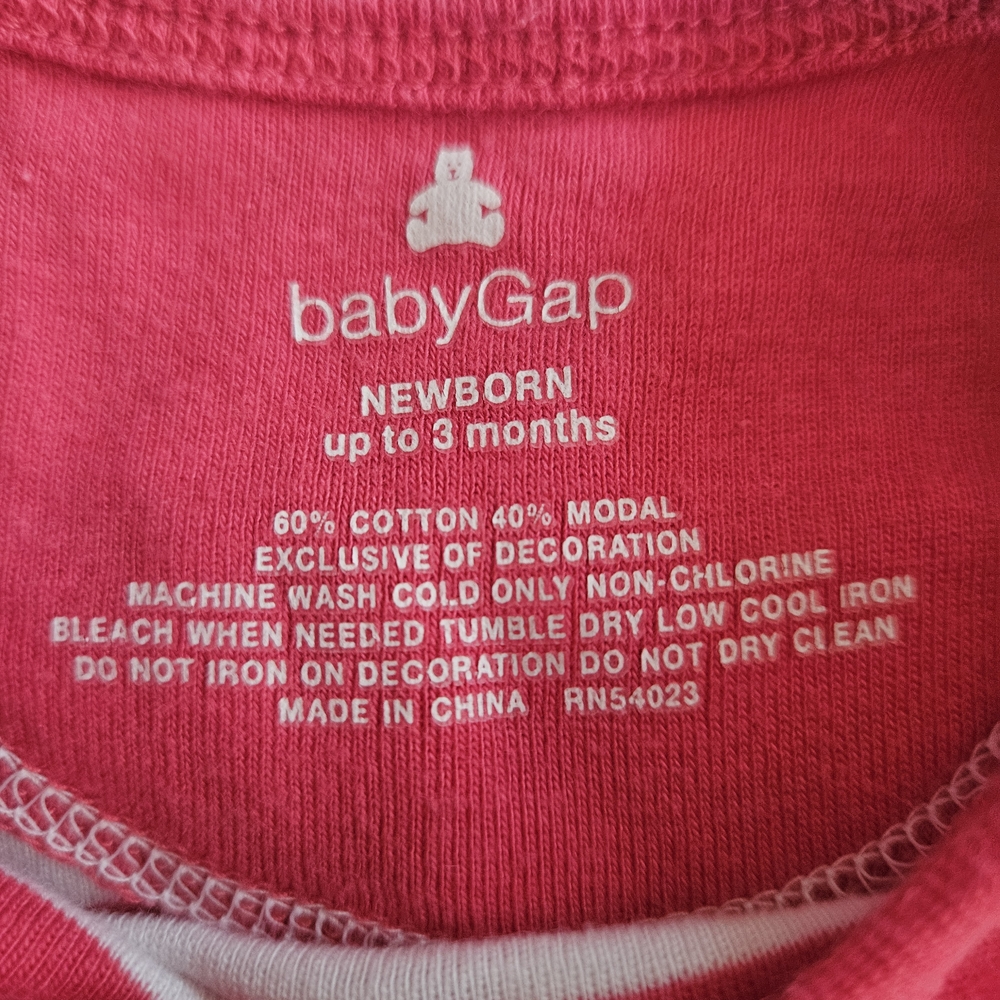 babyGap
NEWBORN
up to 3 months
60% COTTON 40% MODAL
EXCLUSIVE OF DECORATION
MACHINE WASH COLD ONLY NON-CHLORINE
BLEACH WHEN NEEDED TUMBLE DRY LOW COOL IRON
DO NOT IRON ON DECORATION DO NOT DRY CLEAN
MADE IN CHINA RN54023